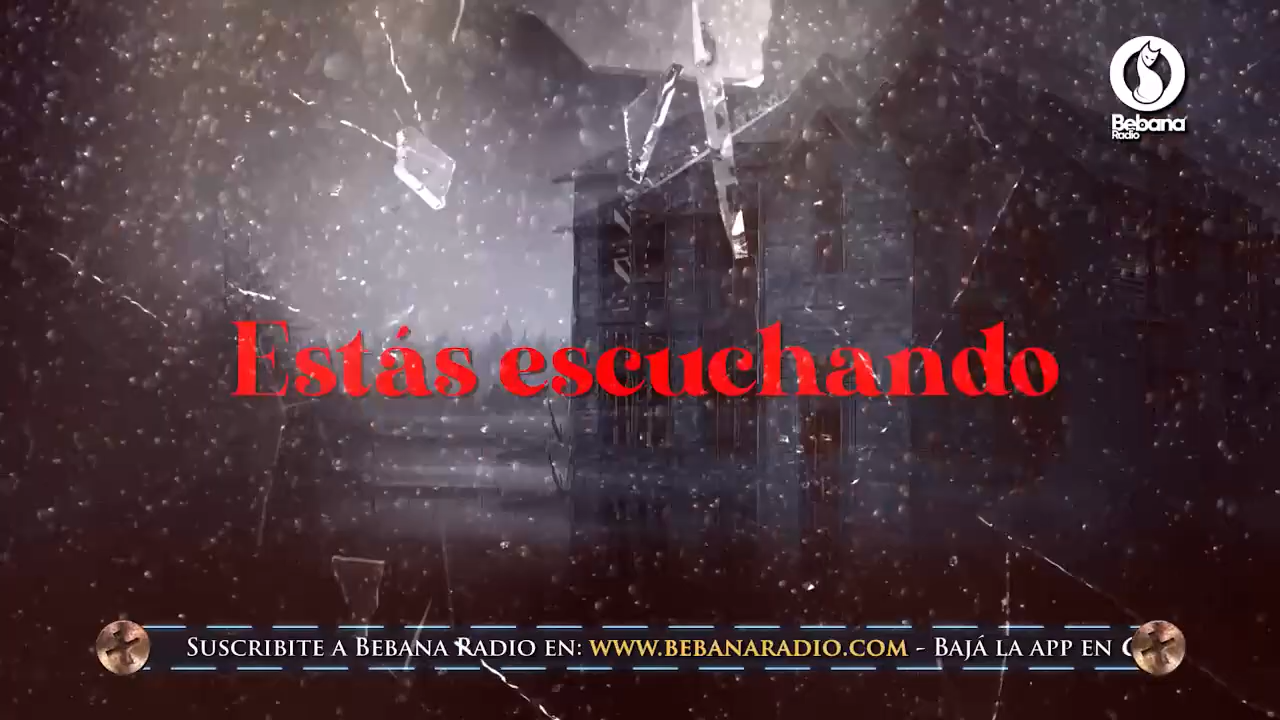 Bebana
Radio
Estás escuchando
SUSCRIBITE A BEBANA RADIO EN: WWW.BEBANARADIO.COM - BAJÁ LA APP EN